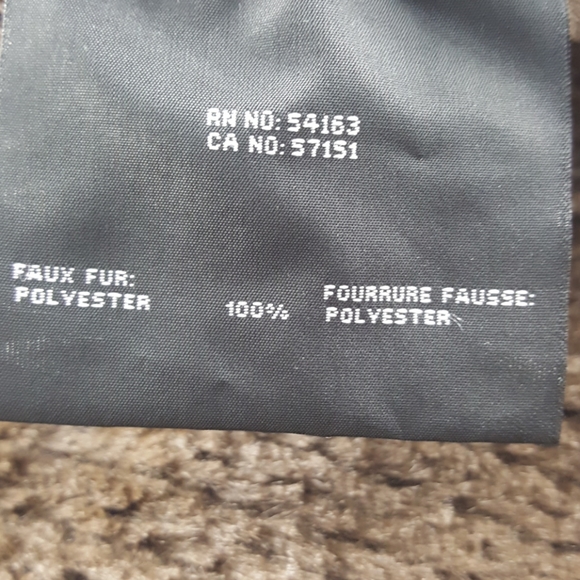 RN NO: 54163
CA NO: 57151
FAUX FUR:
POLYESTER
100%
FOURRURE FAUSSE:
POLYESTER